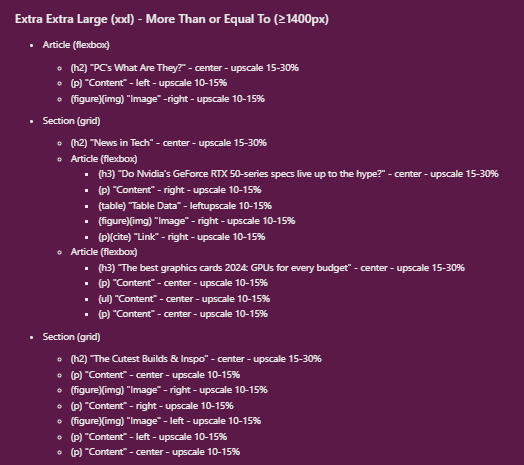 Extra Extra Large (xxl) - More Than or Equal To (≥1400px)
• Article (flexbox)
◦ (h2) "PC's What Are They?" - center - upscale 15-30%
◦ (p) "Content" - left - upscale 10-15%
◦ (figure)(img) "Image" -right - upscale 10-15%
• Section (grid)
◦ (h2) "News in Tech" - center - upscale 15-30%
◦ Article (flexbox)
▪ (h3) "Do Nvidia's GeForce RTX 50-series specs live up to the hype?" - center - upscale 15-30%
▪ (p) "Content" - right - upscale 10-15%
▪ (table) "Table Data" - leftupscale 10-15%
▪ (figure)(img) "Image" - right - upscale 10-15%
▪ (p)(cite) "Link" - right - upscale 10-15%
◦ Article (flexbox)
▪ (h3) "The best graphics cards 2024: GPUs for every budget" - center - upscale 15-30%
▪ (p) "Content" - center - upscale 10-15%
▪ (ul) "Content" - center - upscale 10-15%
▪ (p) "Content" - center - upscale 10-15%
• Section (grid)
◦ (h2) "The Cutest Builds & Inspo" - center - upscale 15-30%
◦ (p) "Content" - center - upscale 10-15%
◦ (figure)(img) "Image" - right - upscale 10-15%
◦ (p) "Content" - right - upscale 10-15%
◦ (figure)(img) "Image" - left - upscale 10-15%
◦ (p) "Content" - left - upscale 10-15%
◦ (p) "Content" - center - upscale 10-15%